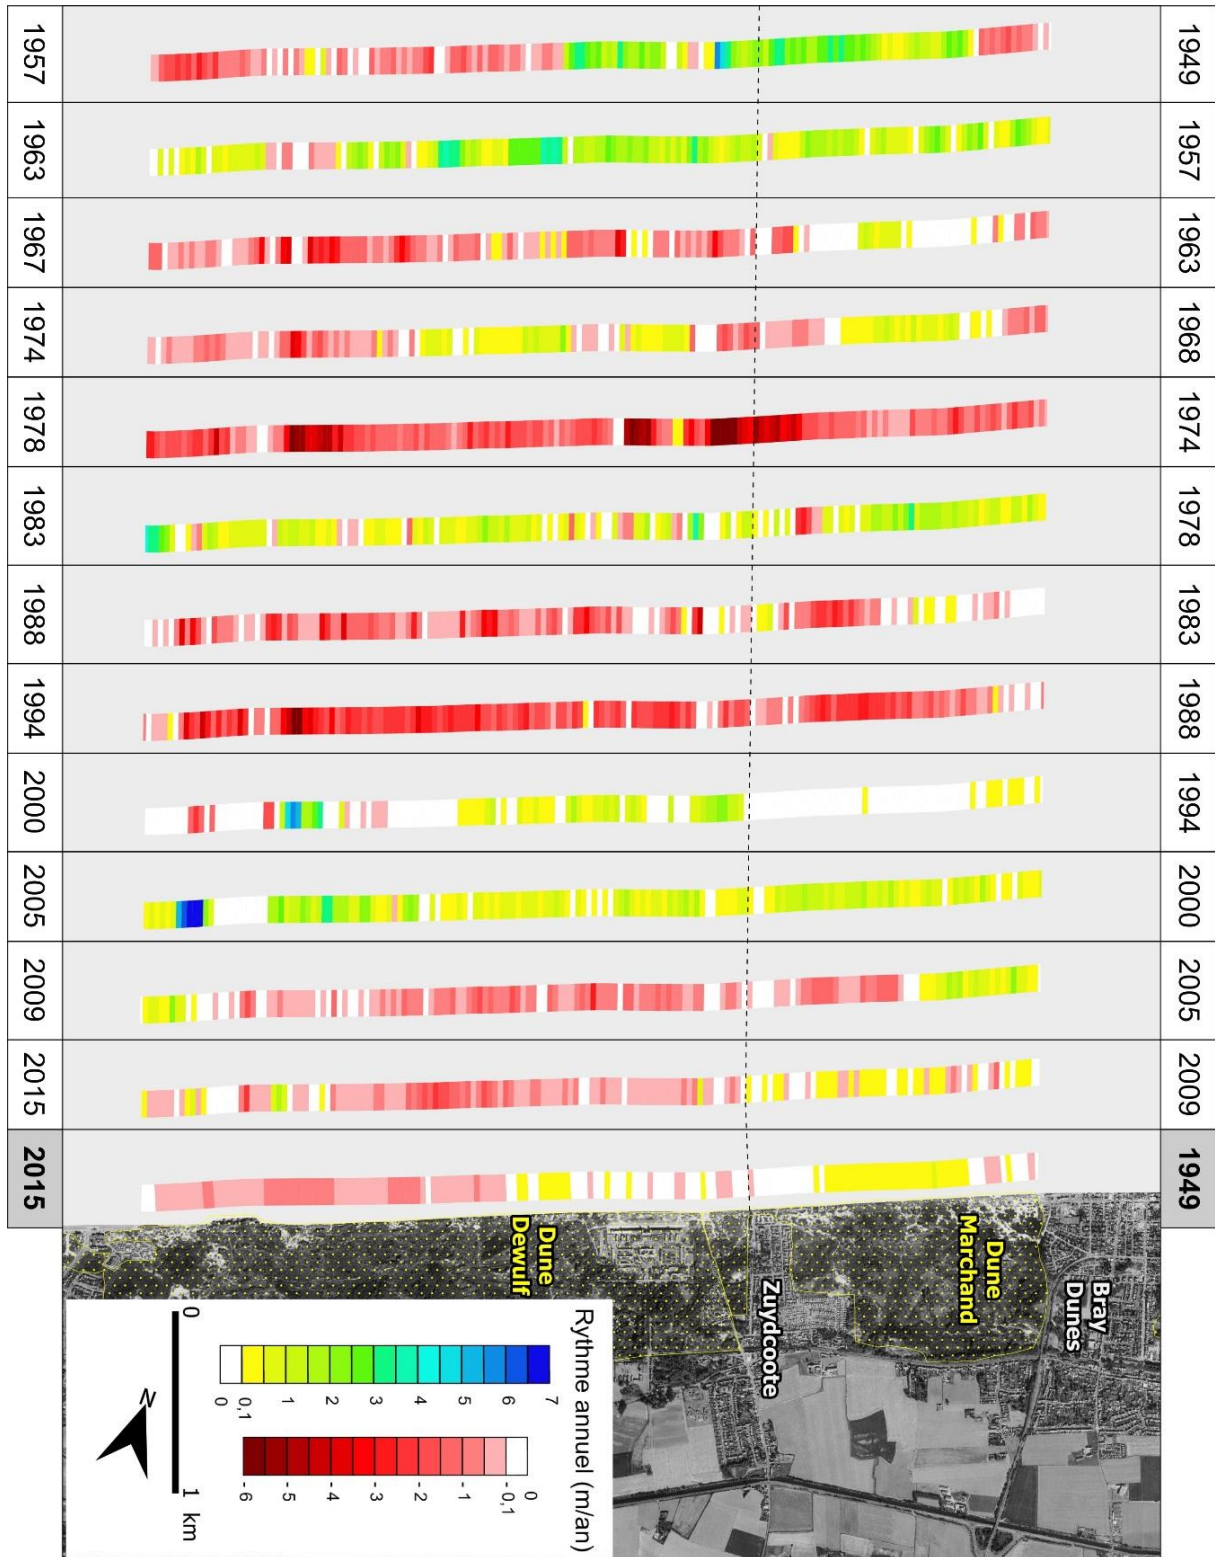 1949 1957 1963 1968 1974 1978 1983 1988 1994 2000 2005 2009 1949
Bray
Dunes
Dune
Marchand
Zuydcoote
Dune
Dewulf
Rythme annuel (m/an)
7
6 0
5 - 0,1
4 -1
3 -2
2 -3
1 -4
0,1 -5
0 -6
0 1 km
N
1957 1963 1967 1974 1978 1983 1988 1994 2000 2005 2009 2015 2015